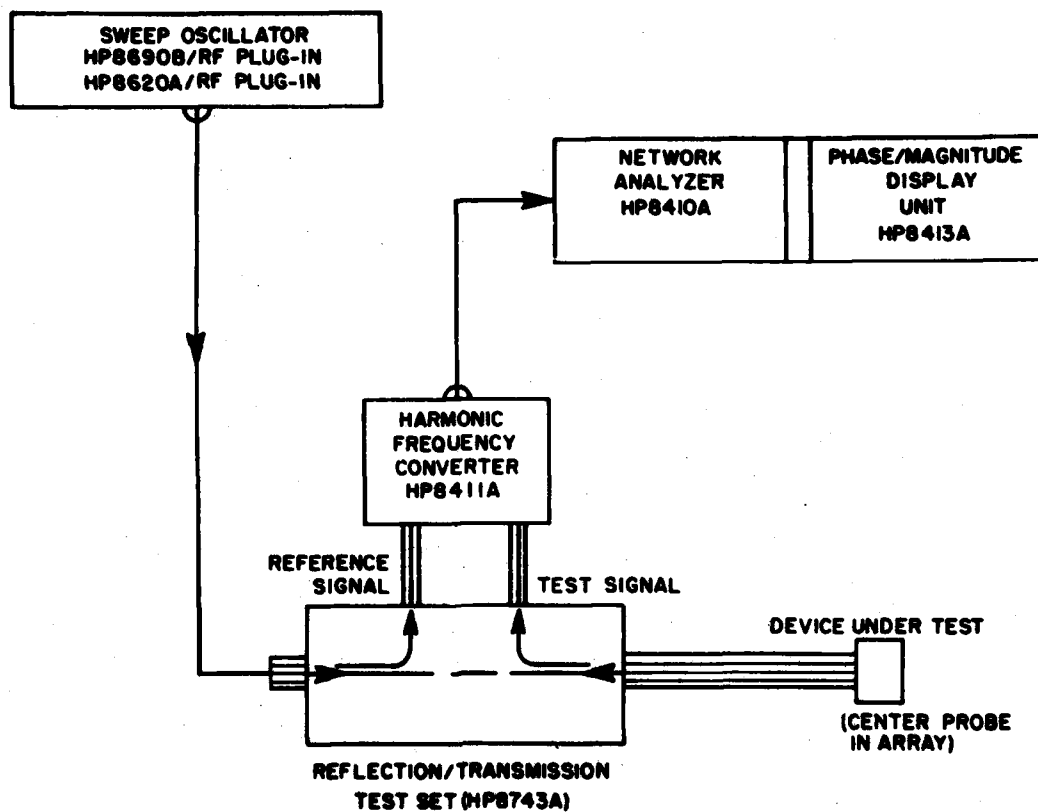 SWEEP OSCILLATOR
HP8690B/RF PLUG-IN
HP8620A/RF PLUG-IN
NETWORK
ANALYZER
HP8410A
PHASE/MAGNITUDE
DISPLAY
UNIT
HP8413A
HARMONIC
FREQUENCY
CONVERTER
HP8411A
REFERENCE
SIGNAL
TEST SIGNAL
DEVICE UNDER TEST
(CENTER PROBE
IN ARRAY)
REFLECTION/TRANSMISSION
TEST SET (HP8743A)